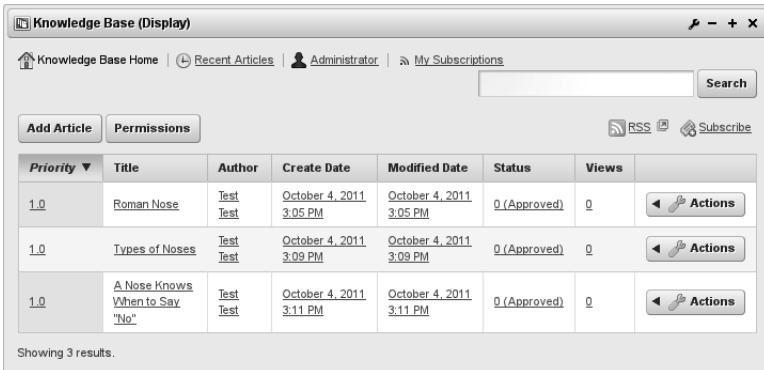 Knowledge Base (Display)
Knowledge Base Home | Recent Articles | Administrator | My Subscriptions
Search
Add Article Permissions RSS Subscribe
Priority ▼ Title Author Create Date Modified Date Status Views
1.0 Roman Nose Test Test October 4, 2011 3:05 PM October 4, 2011 3:05 PM 0 (Approved) 0 Actions
1.0 Types of Noses Test Test October 4, 2011 3:09 PM October 4, 2011 3:09 PM 0 (Approved) 0 Actions
1.0 A Nose Knows When to Say "No" Test Test October 4, 2011 3:11 PM October 4, 2011 3:11 PM 0 (Approved) 0 Actions
Showing 3 results.